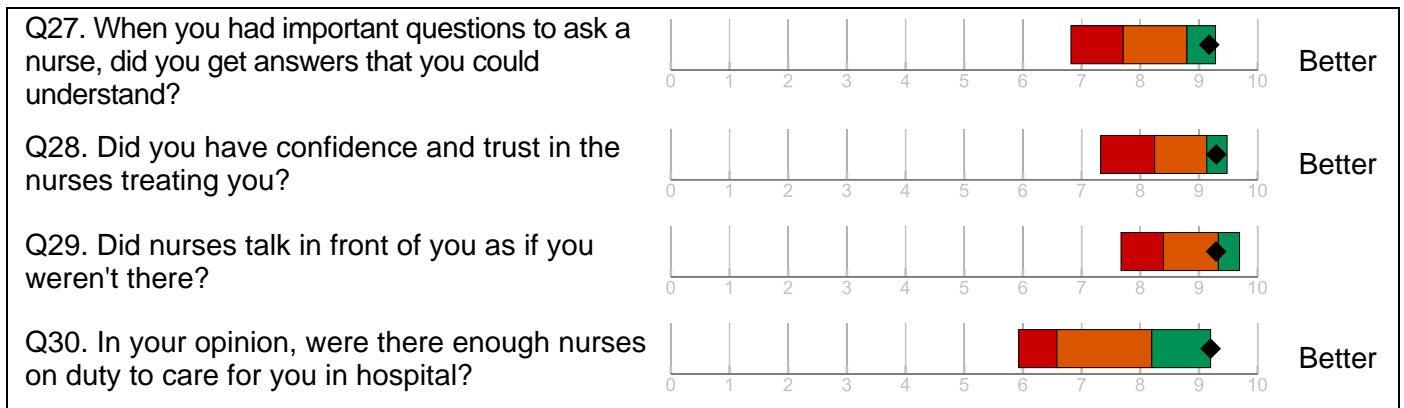 Q27. When you had important questions to ask a
nurse, did you get answers that you could
understand?
0 1 2 3 4 5 6 7 8 9 10
Better
Q28. Did you have confidence and trust in the
nurses treating you?
0 1 2 3 4 5 6 7 8 9 10
Better
Q29. Did nurses talk in front of you as if you
weren't there?
0 1 2 3 4 5 6 7 8 9 10
Q30. In your opinion, were there enough nurses
on duty to care for you in hospital?
0 1 2 3 4 5 6 7 8 9 10
Better